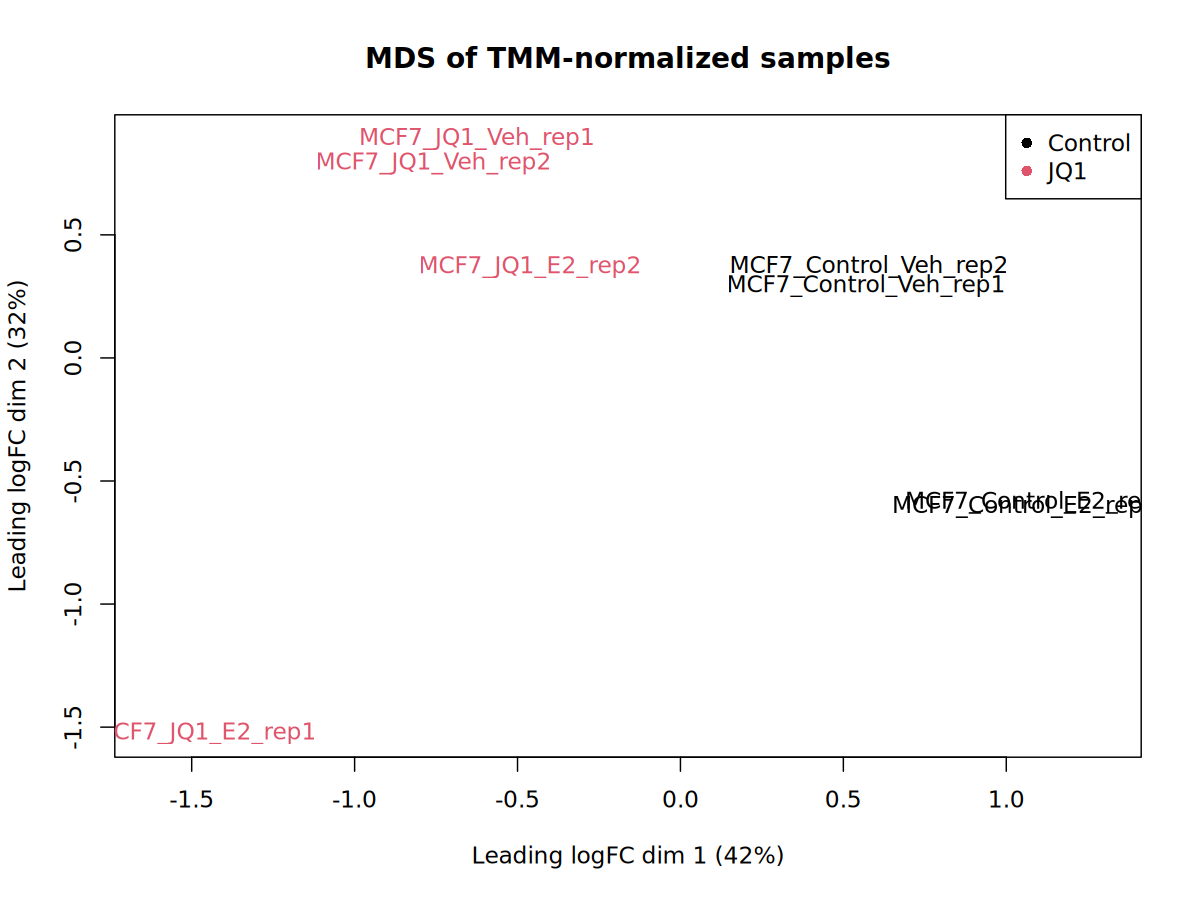 MDS of TMM-normalized samples
MCF7_JQ1_Veh_rep1
MCF7_JQ1_Veh_rep2
Control
JQ1
MCF7_JQ1_E2_rep2
MCF7_Control_Veh_rep2
MCF7_Control_Veh_rep1
MCF7_Control_E2_re
MCF7_Control_E2_rep
CF7_JQ1_E2_rep1
0.5
0.0
-0.5
-1.0
-1.5
Leading logFC dim 2 (32%)
-1.5 -1.0 -0.5 0.0 0.5 1.0
Leading logFC dim 1 (42%)